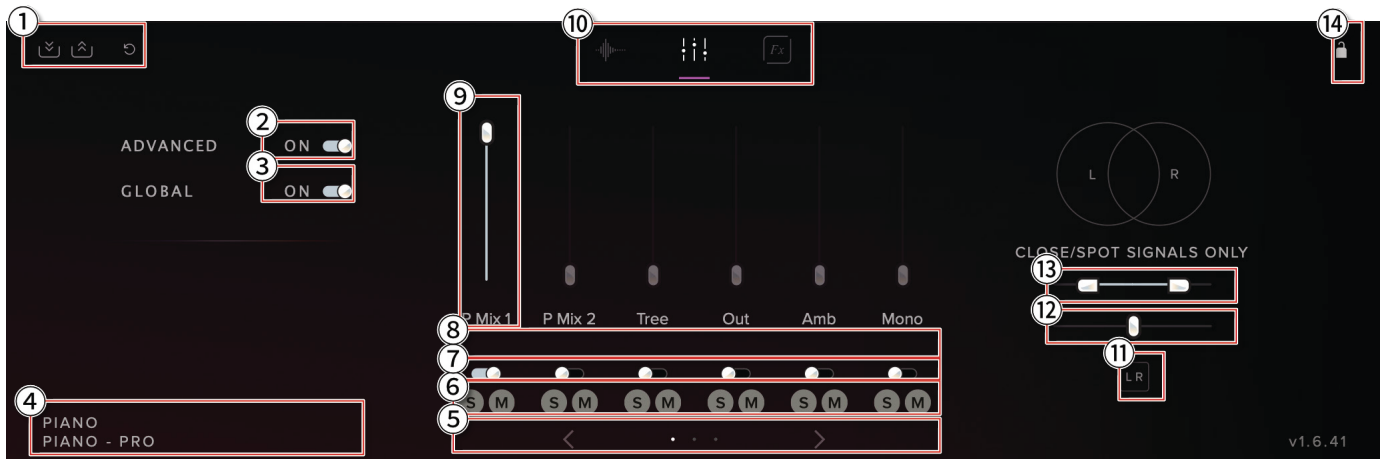 1
10
14
Fx
9
2
ADVANCED ON
3
GLOBAL ON
L R
CLOSE/SPOT SIGNALS ONLY
13
P Mix 1 P Mix 2 Tree Out Amb Mono
12
8
7
11
L R
6
S M S M S M S M S M S M
4
5
PIANO
PIANO - PRO
v1.6.41